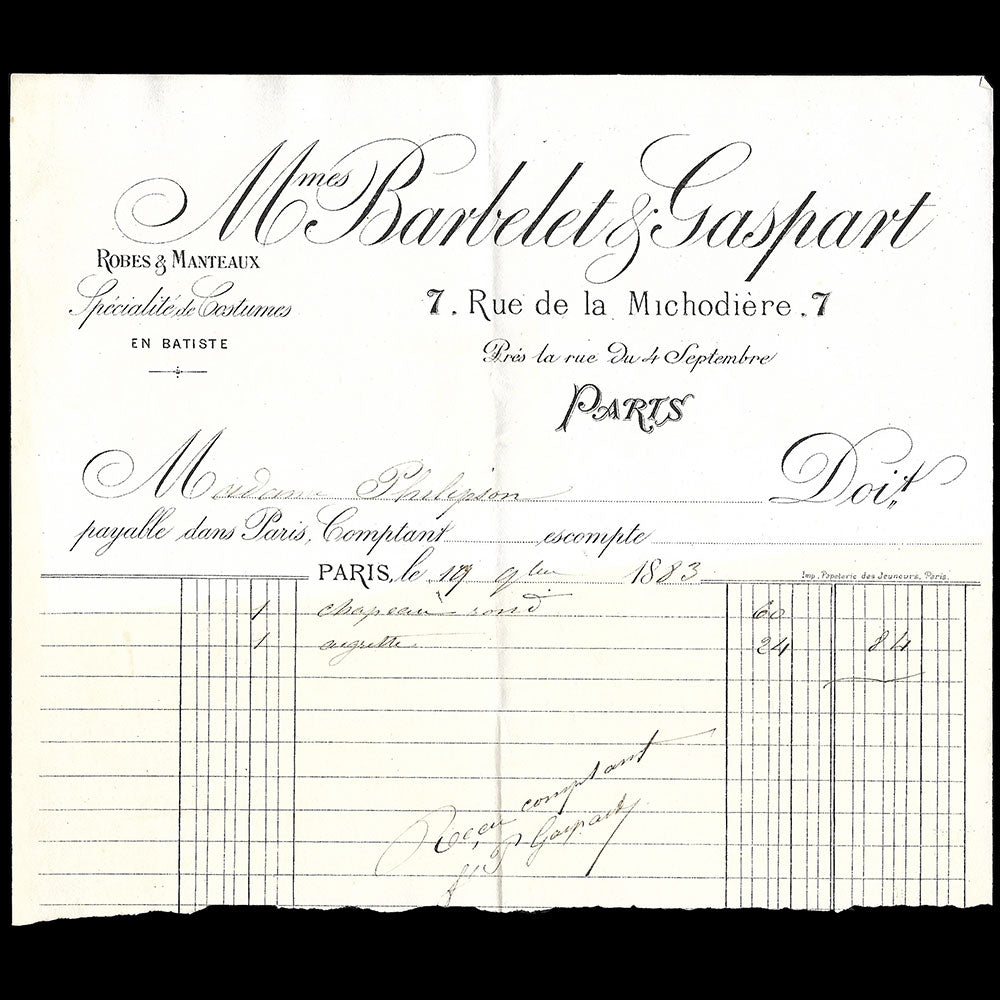 Mmes Barbelet & Gaspart
ROBES & MANTEAUX
Spécialité de Costumes
EN BATISTE
7. Rue de la Michodière. 7
Près la rue du 4 Septembre
PARIS
Madame Philipson Doit
payable dans Paris, Comptant escompte
PARIS, le 9bre 1883
Imp. Papeterie des Jeuneurs, Paris.
1 chapeau rond 60
1 aigrette 24 84
Reçu comptant
Gaspart